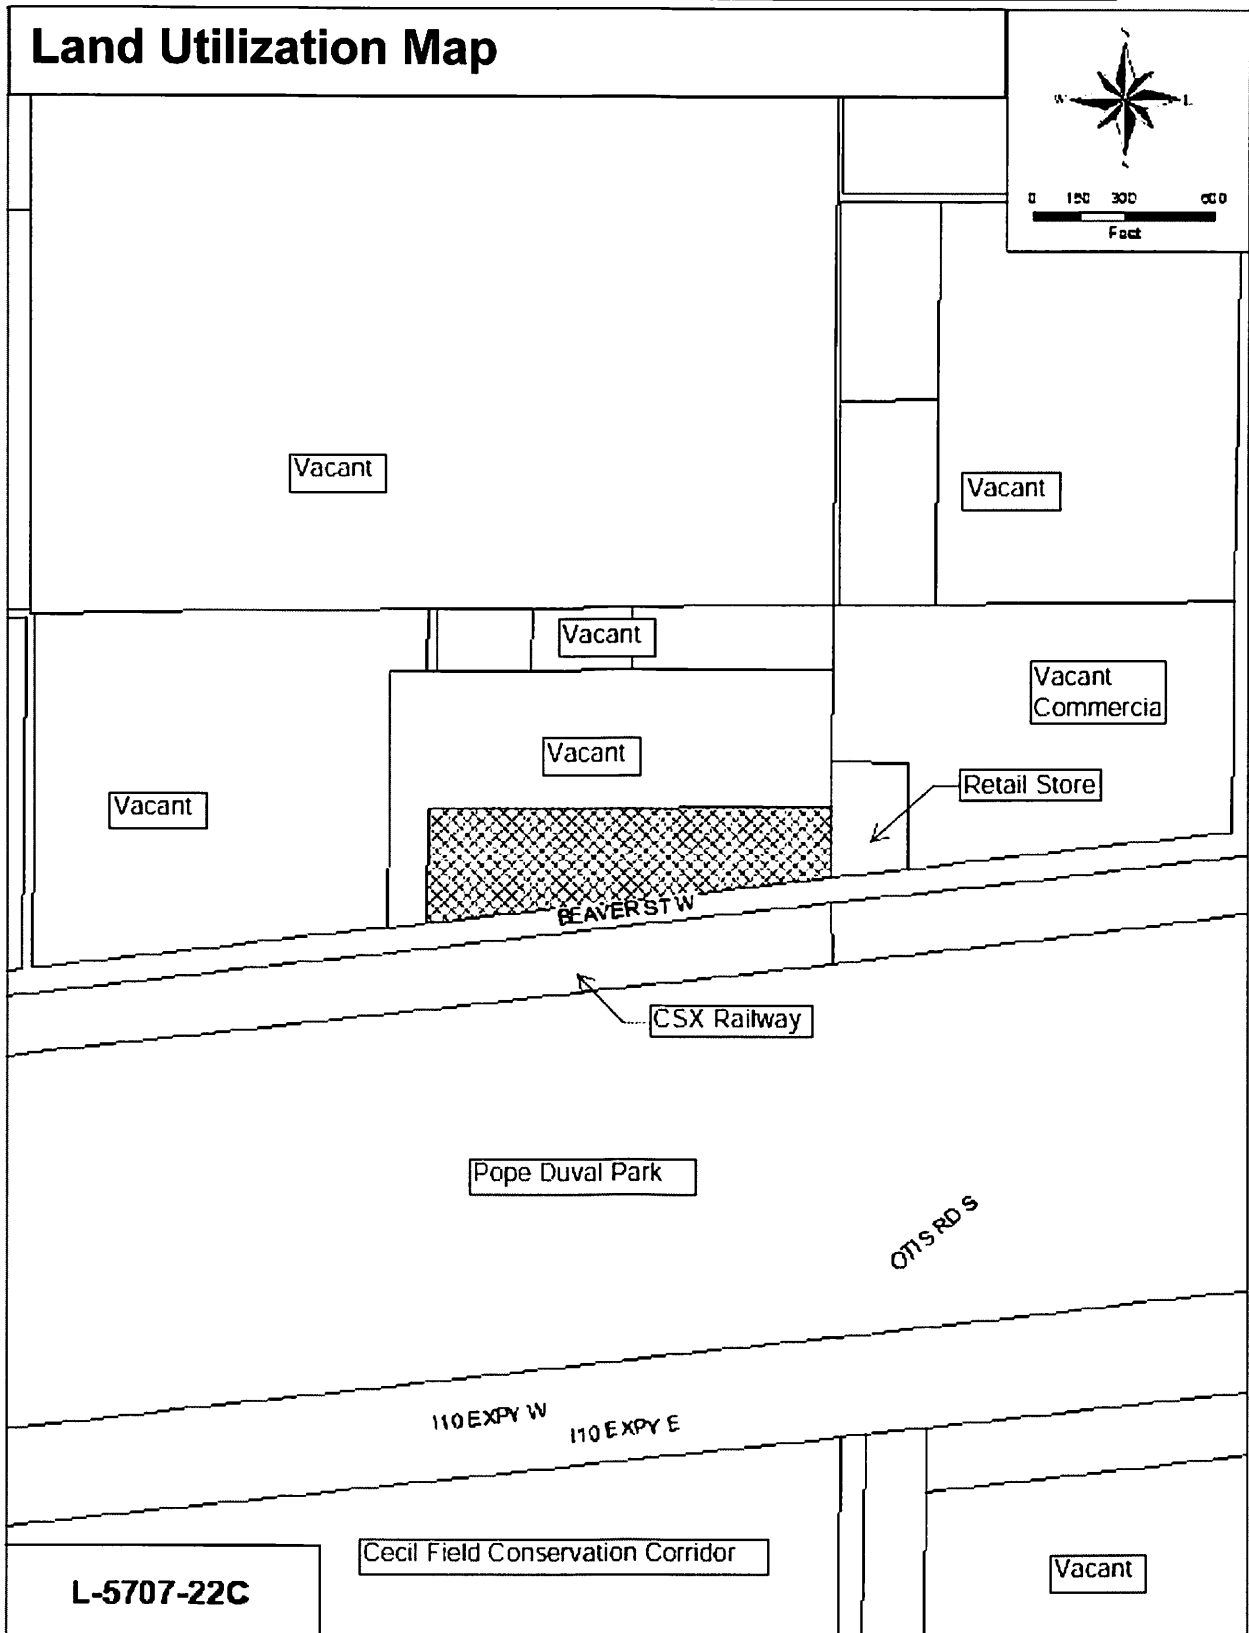 Land Utilization Map
W
0 150 300 600
Feet
Vacant
Vacant
Vacant
Vacant
Commercia
Vacant
Retail Store
Vacant
BEAVER ST W
CSX Railway
Pope Duval Park
OTIS RD S
I10 EXPY W
I10 EXPY E
Cecil Field Conservation Corridor
Vacant
L-5707-22C